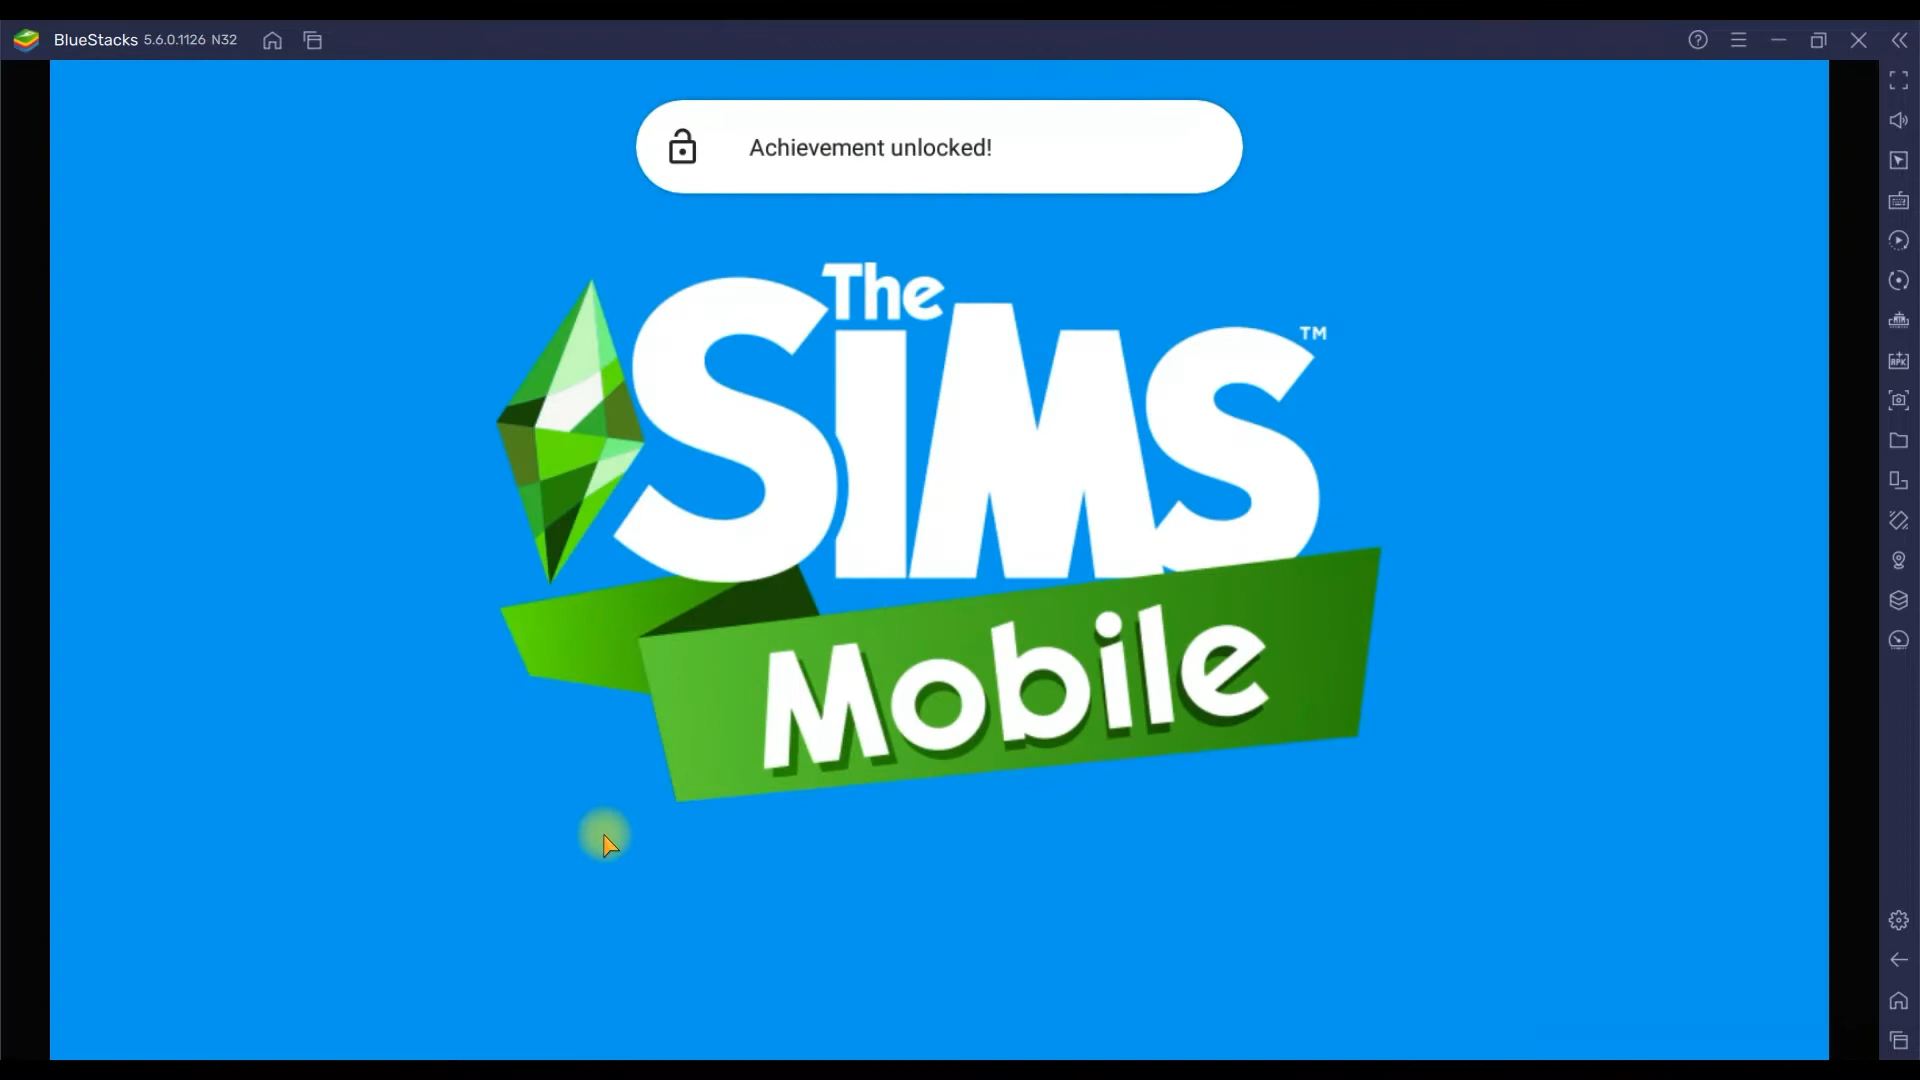 BlueStacks 5.6.0.1126 N32
Achievement unlocked!
The
SIMS
TM
Mobile